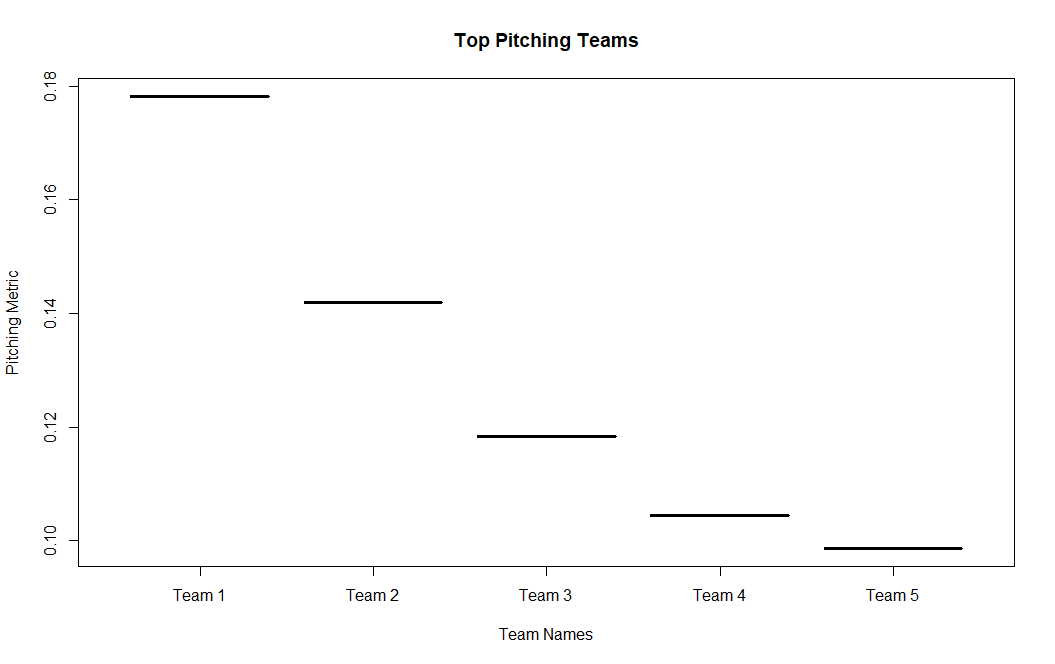 Top Pitching Teams
Pitching Metric
0.18
0.16
0.14
0.12
0.10
Team 1 Team 2 Team 3 Team 4 Team 5
Team Names